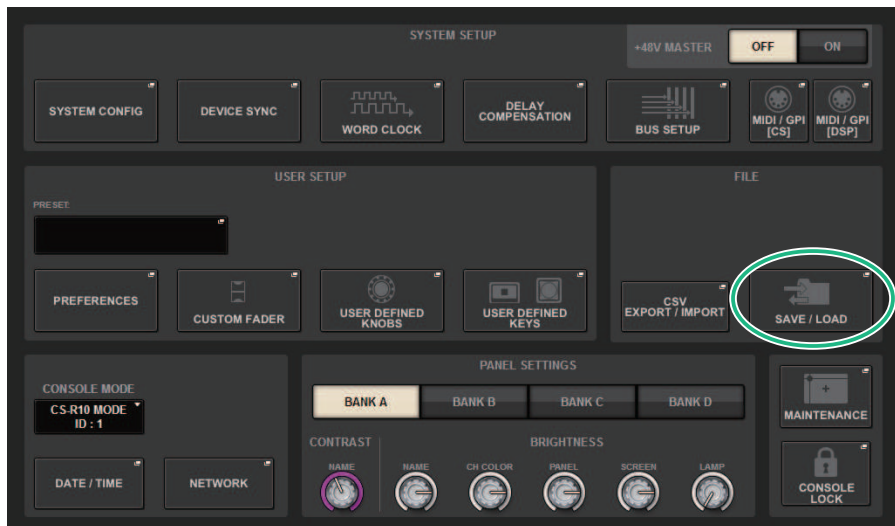 SYSTEM SETUP
+48V MASTER
OFF
ON
SYSTEM CONFIG
DEVICE SYNC
WORD CLOCK
DELAY
COMPENSATION
BUS SETUP
MIDI / GPI
[CS]
MIDI / GPI
[DSP]
USER SETUP
PRESET:
PREFERENCES
CUSTOM FADER
USER DEFINED
KNOBS
USER DEFINED
KEYS
FILE
CSV
EXPORT / IMPORT
SAVE / LOAD
CONSOLE MODE
CS-R10 MODE
ID : 1
DATE / TIME
NETWORK
PANEL SETTINGS
BANK A
BANK B
BANK C
BANK D
CONTRAST
BRIGHTNESS
NAME
NAME
CH COLOR
PANEL
SCREEN
LAMP
MAINTENANCE
CONSOLE
LOCK